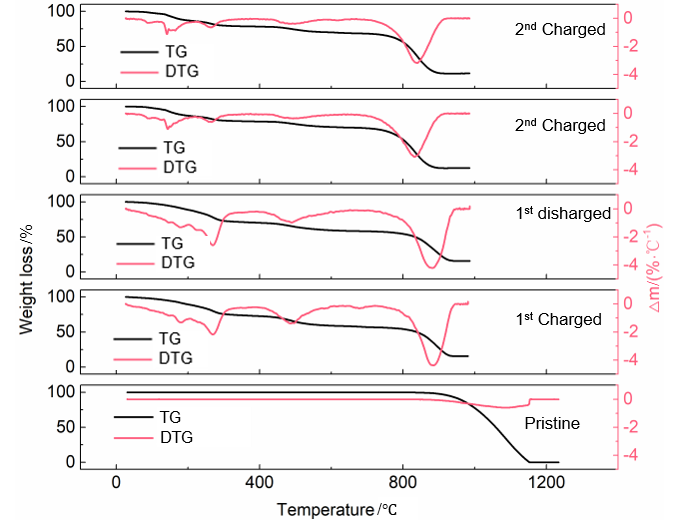 100
50
0
TG
DTG
2nd Charged
0
-2
-4
100
50
0
TG
DTG
2nd Charged
0
-2
-4
100
50
0
TG
DTG
1st disharged
0
-2
-4
100
50
0
TG
DTG
1st Charged
0
-2
-4
100
50
0
TG
DTG
Pristine
0
-2
-4
Weight loss/%
△m/(%·℃⁻¹)
0
400
800
1200
Temperature/℃